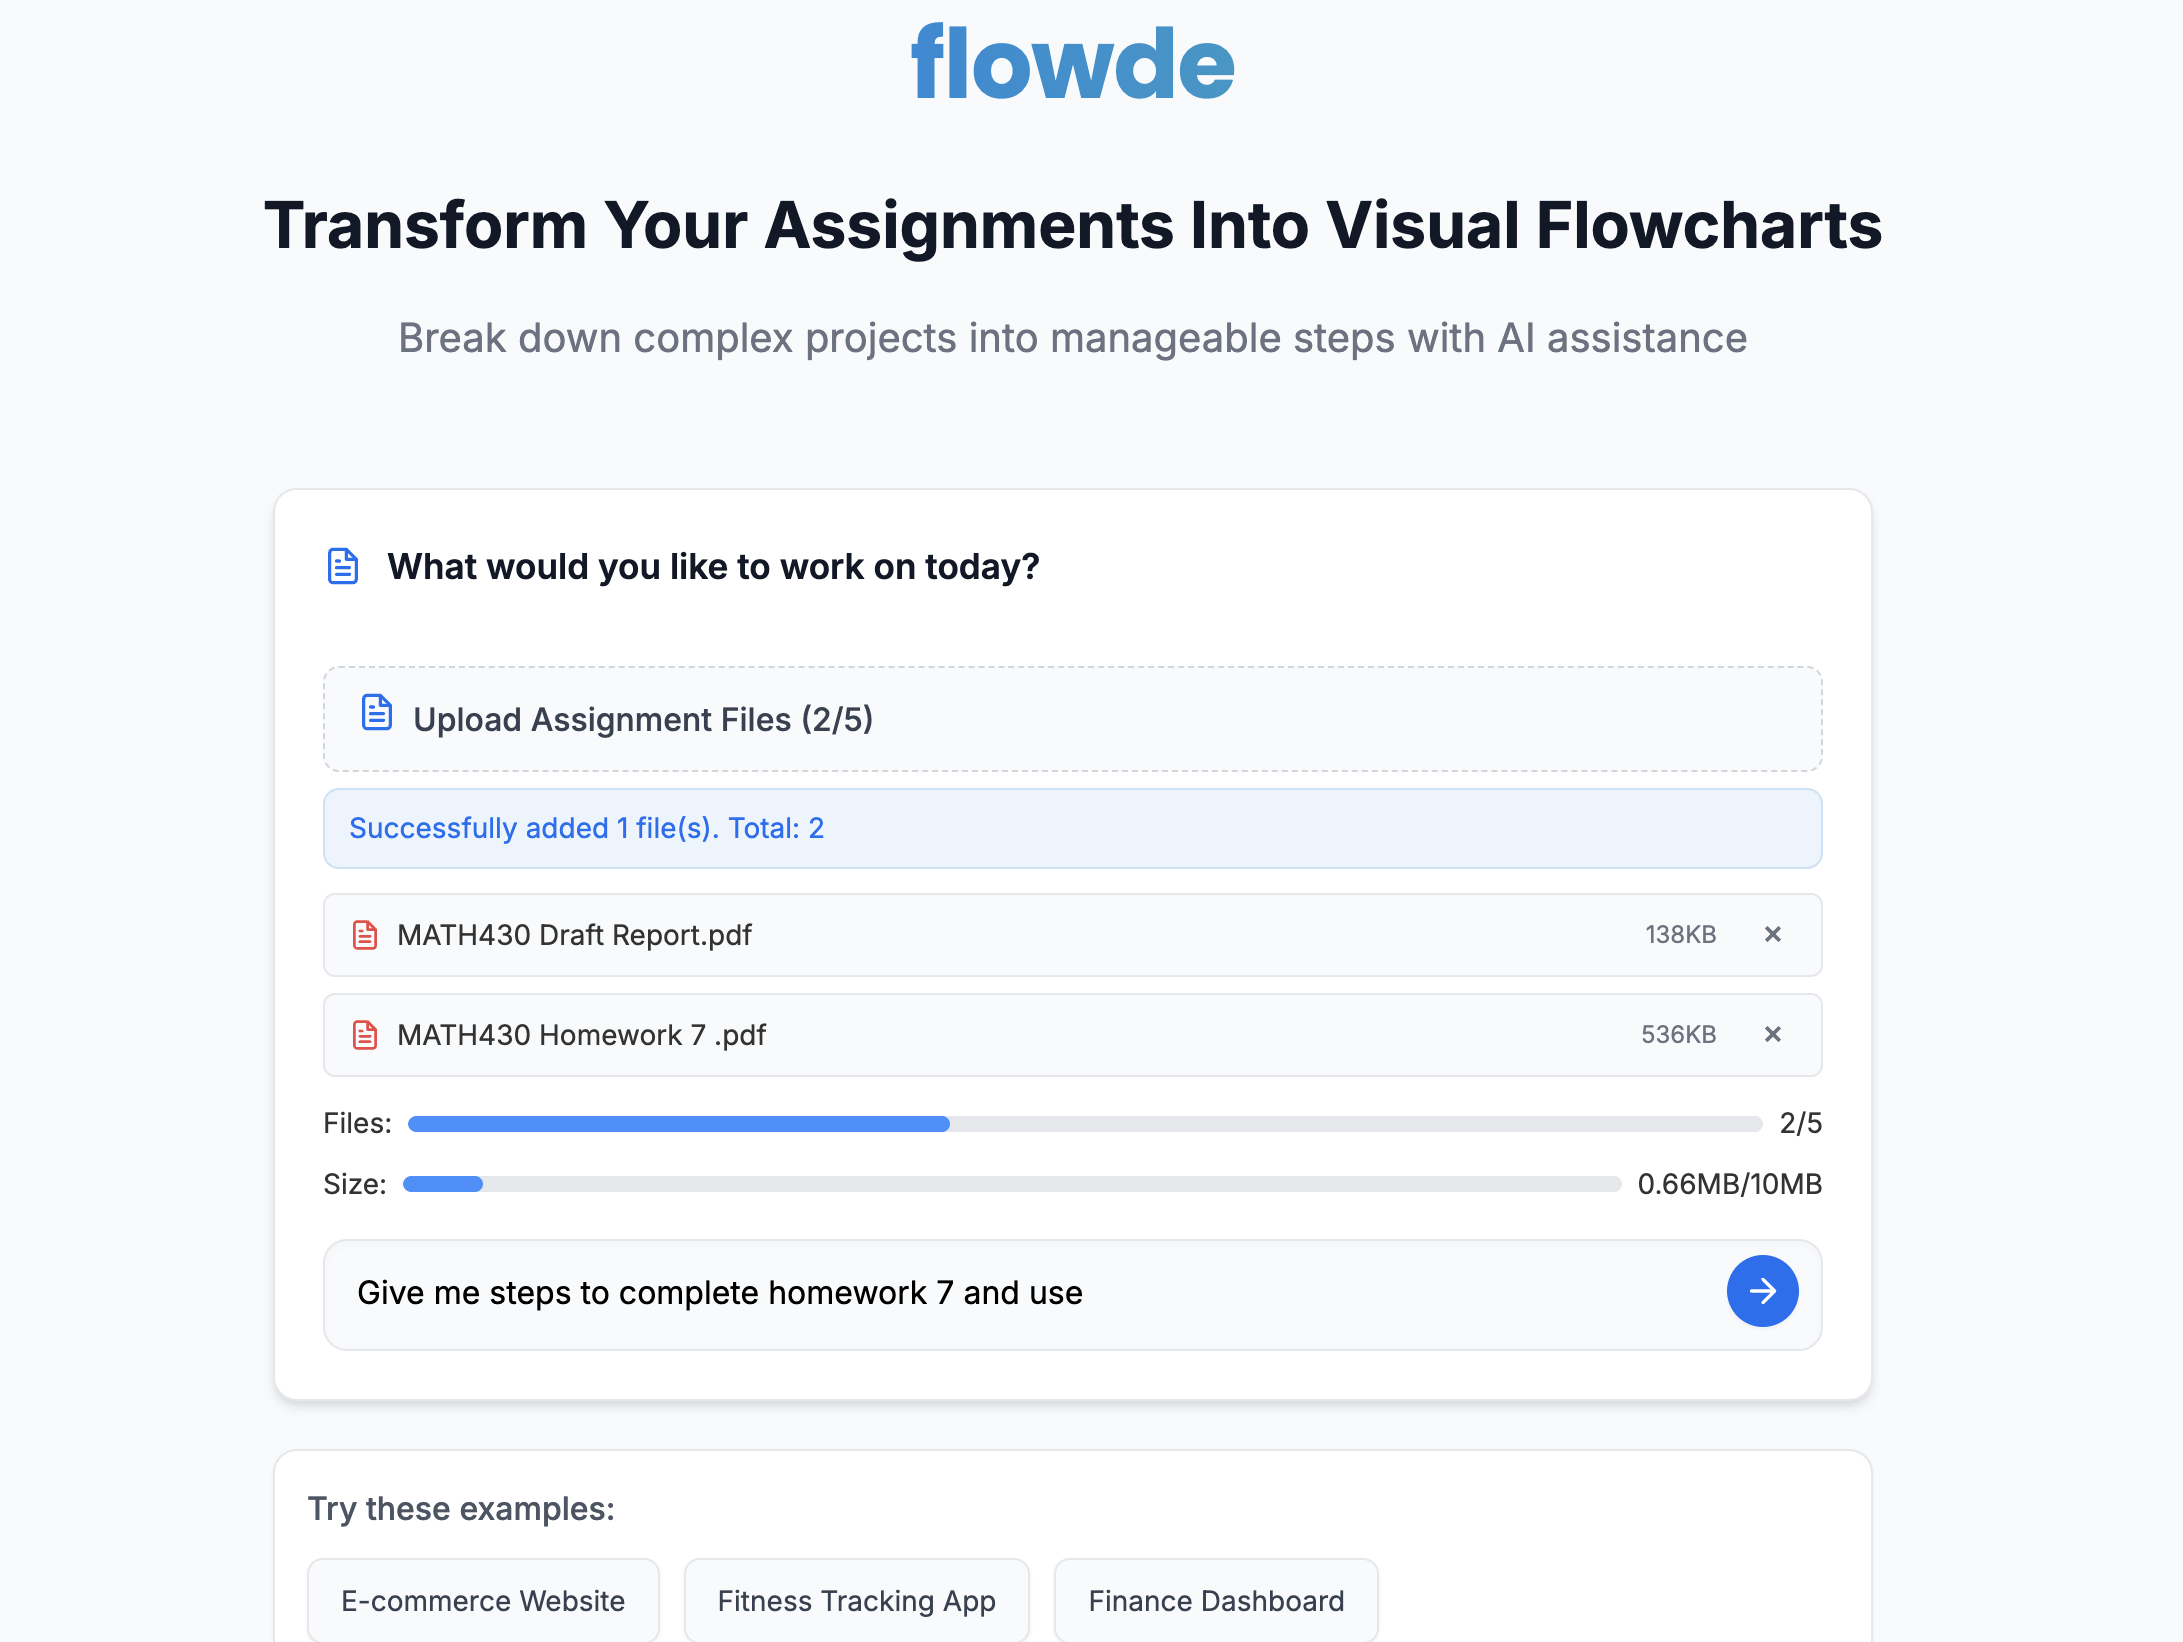 flowde
Transform Your Assignments Into Visual Flowcharts
Break down complex projects into manageable steps with AI assistance
What would you like to work on today?
Upload Assignment Files (2/5)
Successfully added 1 file(s). Total: 2
MATH430 Draft Report.pdf 138KB ×
MATH430 Homework 7 .pdf 536KB ×
Files: 2/5
Size: 0.66MB/10MB
Give me steps to complete homework 7 and use
Try these examples:
E-commerce Website Fitness Tracking App Finance Dashboard